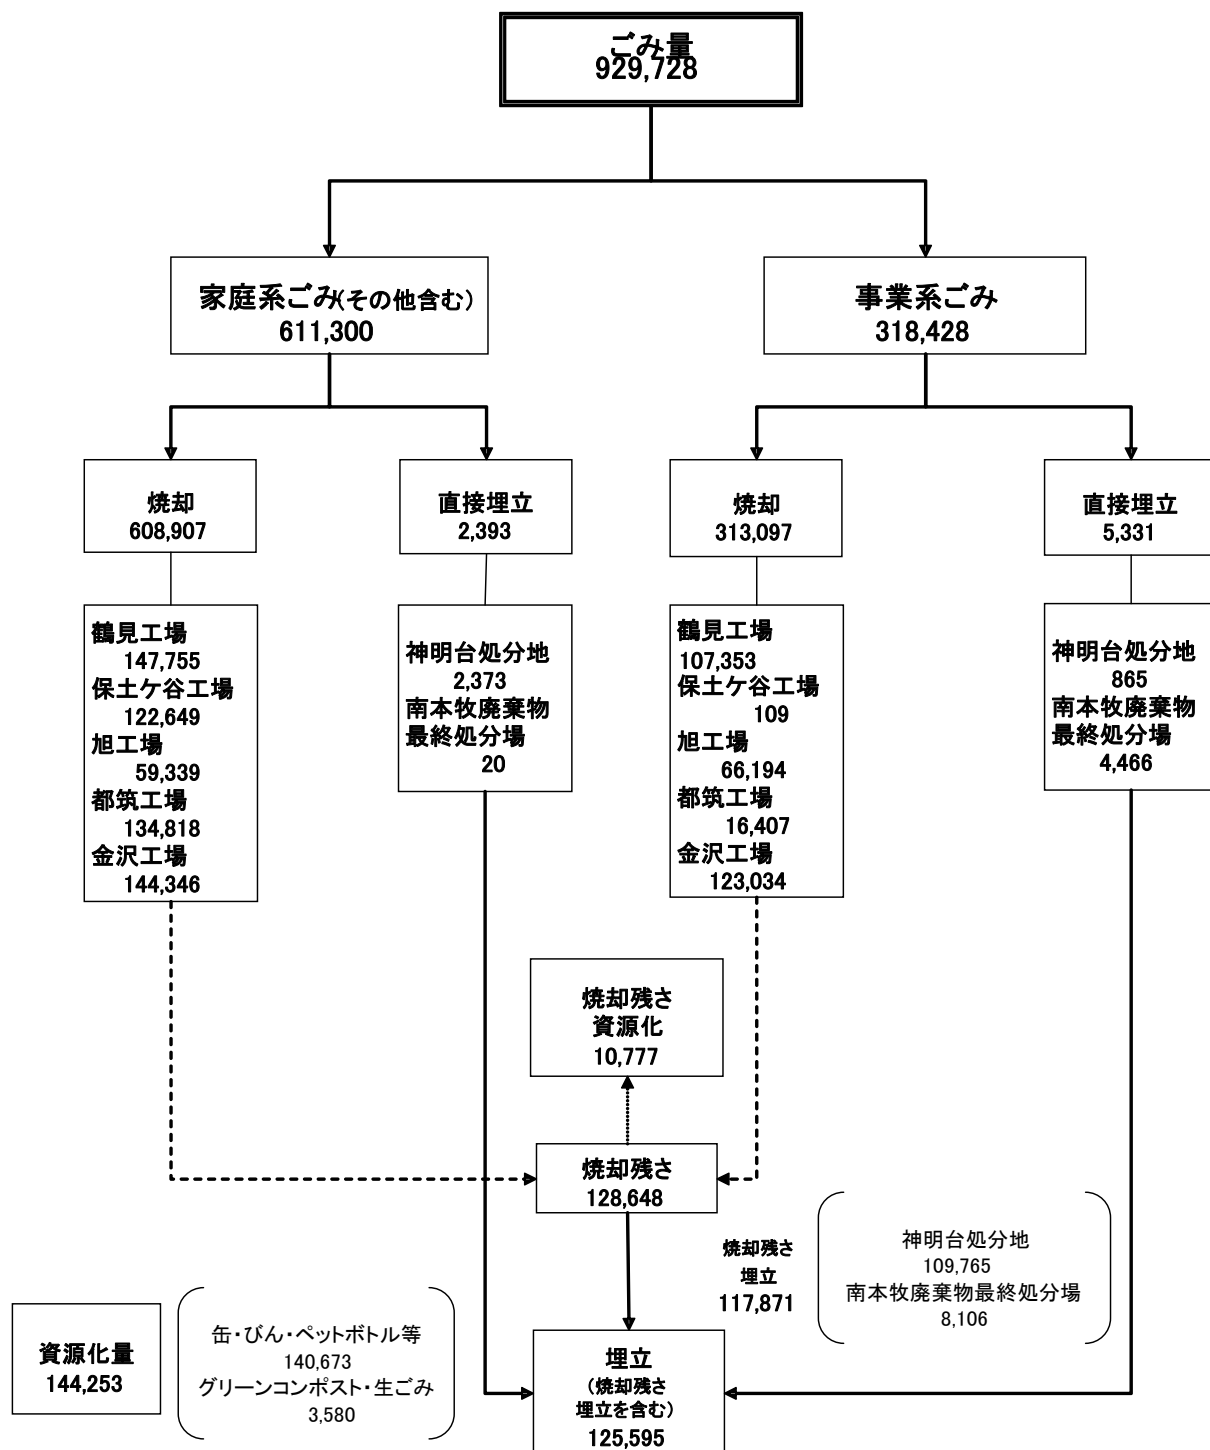 ごみ量
929,728
家庭系ごみ(その他含む)
611,300
事業系ごみ
318,428
焼却
608,907
直接埋立
2,393
焼却
313,097
直接埋立
5,331
鶴見工場
147,755
保土ケ谷工場
122,649
旭工場
59,339
都筑工場
134,818
金沢工場
144,346
神明台処分地
2,373
南本牧廃棄物
最終処分場
20
鶴見工場
107,353
保土ケ谷工場
109
旭工場
66,194
都筑工場
16,407
金沢工場
123,034
神明台処分地
865
南本牧廃棄物
最終処分場
4,466
焼却残さ
資源化
10,777
焼却残さ
128,648
焼却残さ
埋立
117,871
神明台処分地
109,765
南本牧廃棄物最終処分場
8,106
資源化量
144,253
缶・びん・ペットボトル等
140,673
グリーンコンポスト・生ごみ
3,580
埋立
(焼却残さ
埋立を含む)
125,595